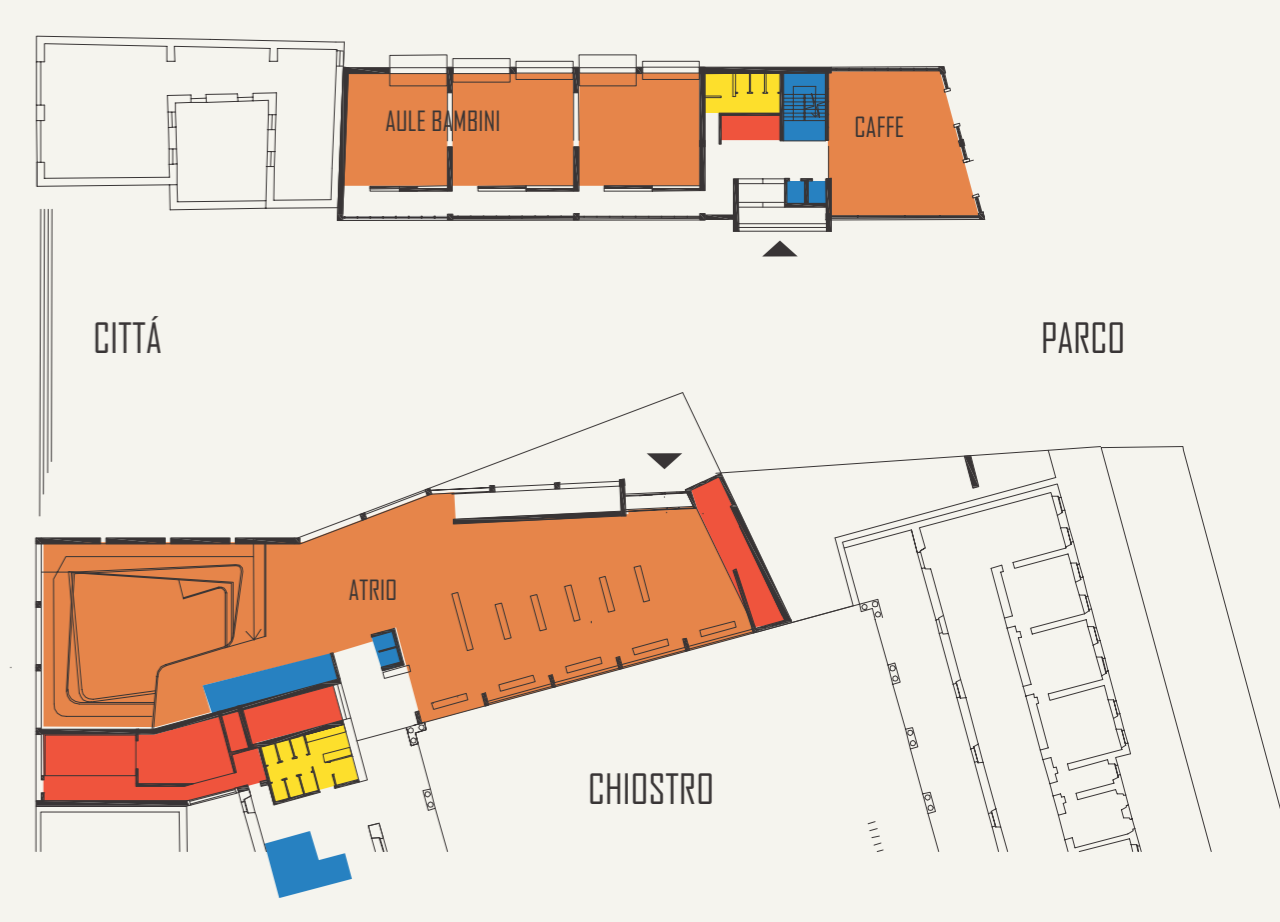 AULE BAMBINI
CAFFE
CITTÁ
PARCO
ATRIO
CHIOSTRO